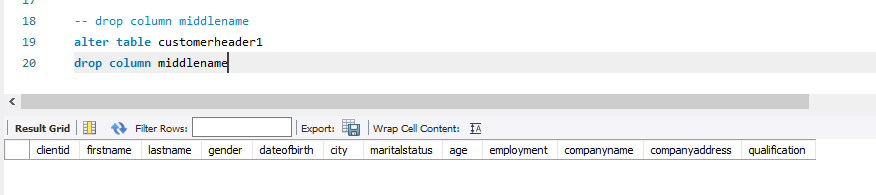 17
18 -- drop column middlename
19 alter table customerheader1
20 drop column middlename
Result Grid Filter Rows: Export: Wrap Cell Content:
clientid firstname lastname gender dateofbirth city maritalstatus age employment companyname companyaddress qualification